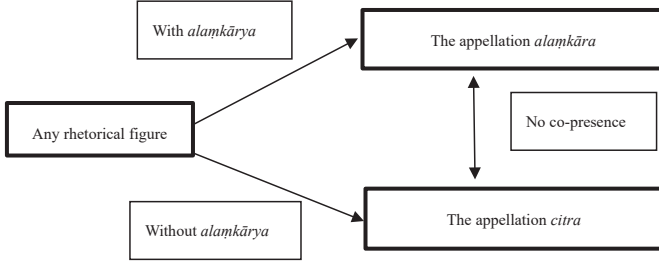 With alaṃkārya
The appellation alaṃkāra
Any rhetorical figure
No co-presence
Without alaṃkārya
The appellation citra